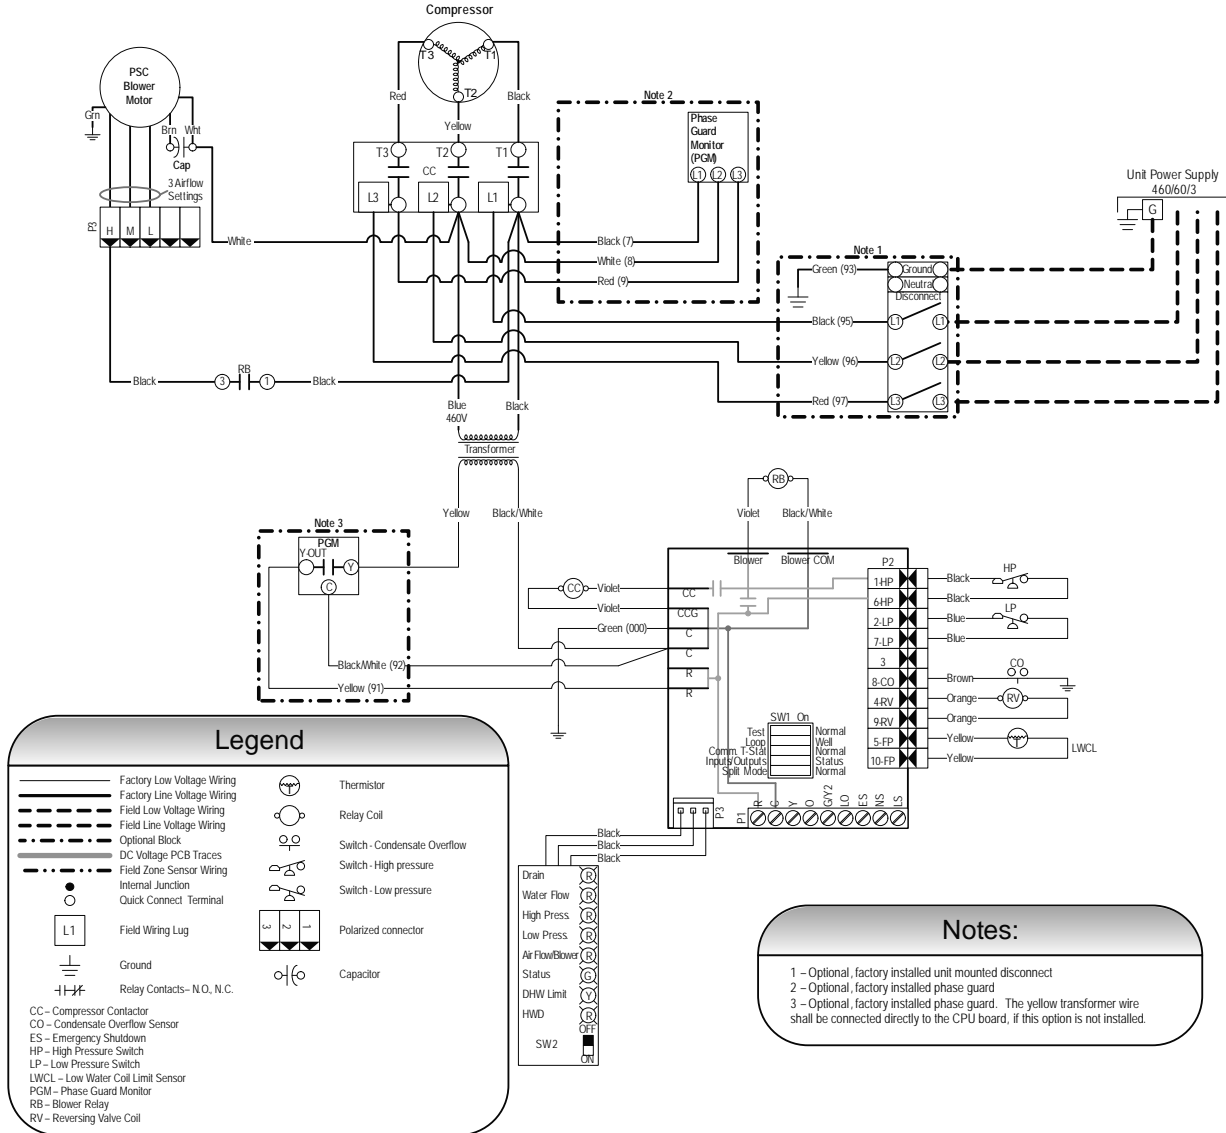 Compressor
T3
T1
T2
PSC
Blower
Motor
Grn
Brn
Wht
Cap
3 Airflow
Settings
P3
H
M
L
Red
Black
Yellow
T3
T2
T1
CC
L3
L2
L1
White
Note 2
Phase
Guard
Monitor
(PGM)
L1
L2
L3
Black (7)
White (8)
Red (9)
Unit Power Supply
460/60/3
G
Note 1
Green (93)
Ground
Neutral
Disconnect
Black (95)
L1
L1
Yellow (96)
L2
L2
Red (97)
L3
L3
Black
3
RB
1
Black
Blue
460V
Black
Transformer
Yellow
Black/White
Note 3
PGM
Y-OUT
Y
C
Black/White (92)
Yellow (91)
RB
Violet
Black/White
Blower
Blower COM
CC
Violet
Violet
Green (000)
CC
CCG
C
C
R
R
P2
1-HP
6-HP
2-LP
7-LP
3
8-CO
4-RV
9-RV
5-FP
10-FP
Black
HP
Black
Blue
LP
Blue
Brown
CO
Orange
RV
Orange
Yellow
Yellow
LWCL
SW1 On
Test
Normal
Loop
Well
Comm. T-Stat
Normal
Inputs/Outputs
Status
Split Mode
Normal
P3
P1
R
C
Y
O
G/Y2
LO
ES
NS
LS
Black
Black
Black
Drain R
Water Flow R
High Press. R
Low Press. R
Air Flow/Blower R
Status G
DHW Limit Y
HWD R
OFF
SW2
ON
Legend
Factory Low Voltage Wiring
Factory Line Voltage Wiring
Field Low Voltage Wiring
Field Line Voltage Wiring
Optional Block
DC Voltage PCB Traces
Field Zone Sensor Wiring
Internal Junction
Quick Connect Terminal
L1
Field Wiring Lug
Ground
Relay Contacts– N.O., N.C.
Thermistor
Relay Coil
Switch - Condensate Overflow
Switch - High pressure
Switch - Low pressure
3 2 1
Polarized connector
Capacitor
CC – Compressor Contactor
CO – Condensate Overflow Sensor
ES – Emergency Shutdown
HP – High Pressure Switch
LP – Low Pressure Switch
LWCL – Low Water Coil Limit Sensor
PGM – Phase Guard Monitor
RB – Blower Relay
RV – Reversing Valve Coil
Notes:
1 – Optional, factory installed unit mounted disconnect
2 – Optional, factory installed phase guard
3 – Optional, factory installed phase guard. The yellow transformer wire
shall be connected directly to the CPU board, if this option is not installed.